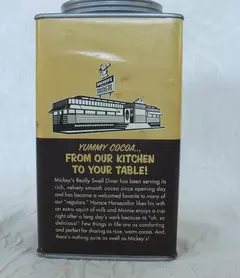 MICKEY'S
DINER
YUMMY COCOA...
FROM OUR KITCHEN
TO YOUR TABLE!
Mickey's Really Swell Diner has been serving its
rich, velvety smooth cocoa since opening day
and has become a welcomed favorite to many of
our "regulars." Horace Horsecollar likes his with
an extra squirt of milk and Minnie enjoys a cup
right after a long day's work because its "oh, so
delicious!" Few things in life are as comforting
and perfect for sharing as nice, warm cocoa. And,
there's nothing quite as swell as Mickey's!